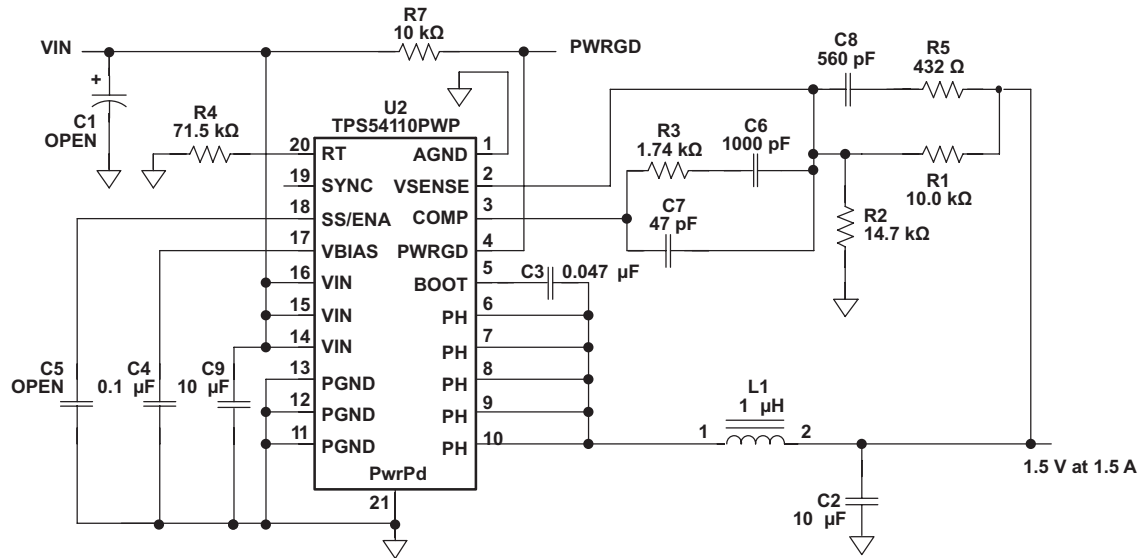 R7
10 kΩ
VIN
PWRGD
C8
560 pF
R5
432 Ω
+
C1
OPEN
R4
71.5 kΩ
U2
TPS54110PWP
R3
1.74 kΩ
C6
1000 pF
R1
10.0 kΩ
C7
47 pF
R2
14.7 kΩ
20 RT AGND 1
19 SYNC VSENSE 2
18 SS/ENA COMP 3
17 VBIAS PWRGD 4
16 VIN BOOT 5
15 VIN PH 6
14 VIN PH 7
13 PGND PH 8
12 PGND PH 9
11 PGND PH 10
PwrPd
21
C3 0.047 µF
C5
OPEN
C4
0.1 µF
C9
10 µF
L1
1 µH
1 2
1.5 V at 1.5 A
C2
10 µF